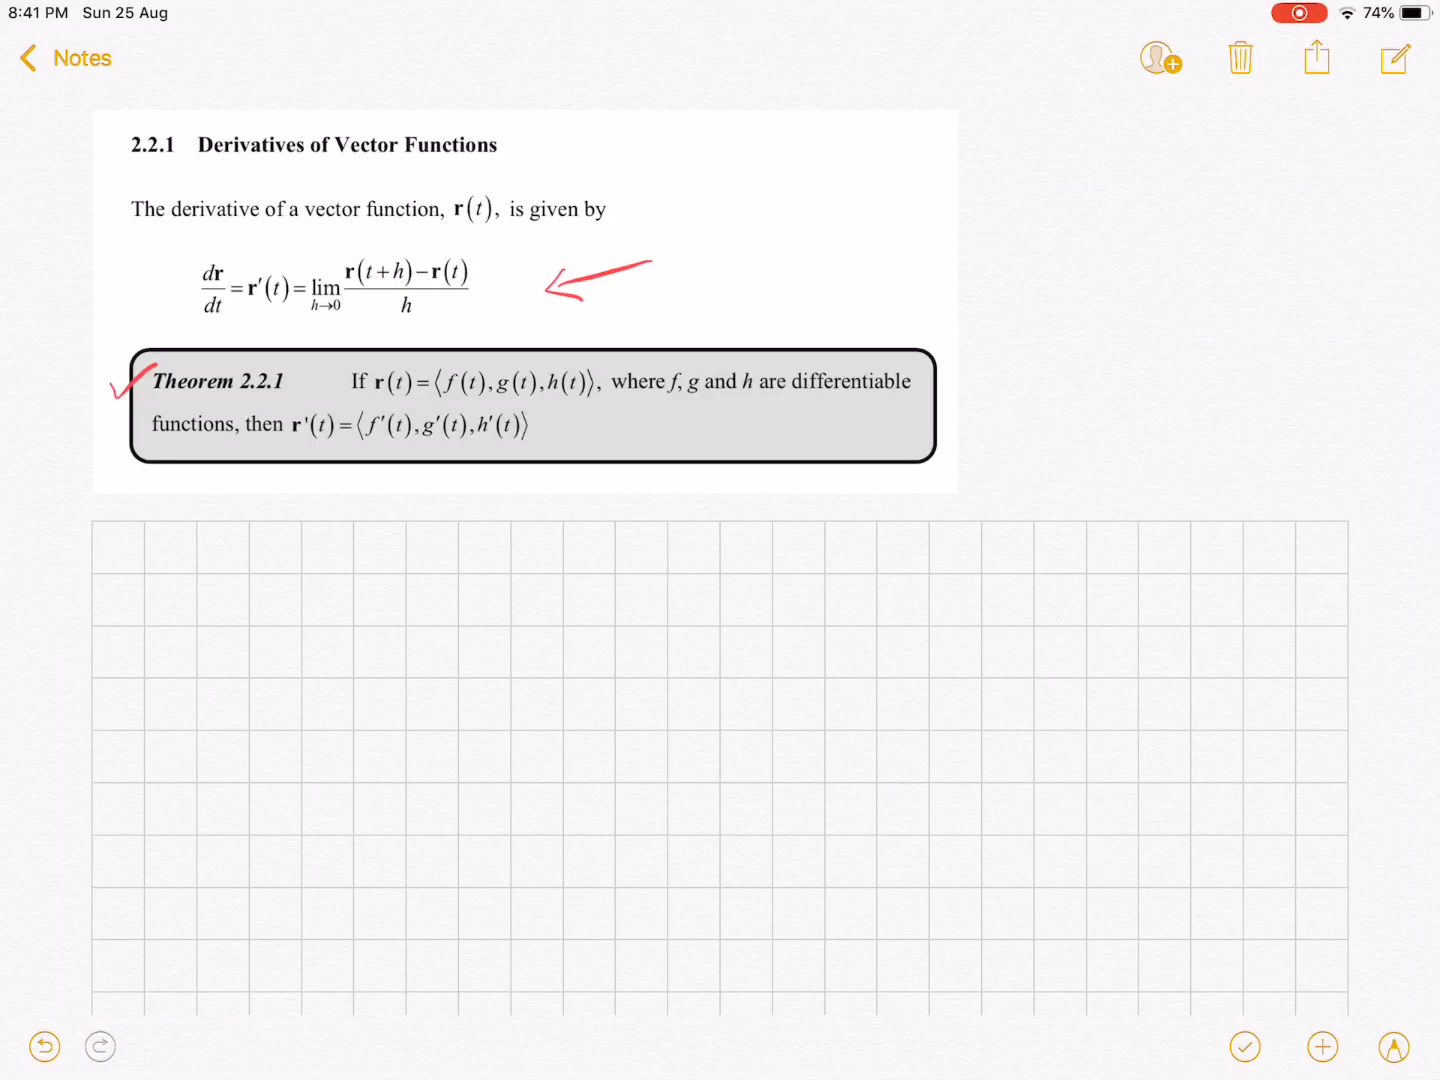 8:41 PM Sun 25 Aug
74%
Notes
2.2.1 Derivatives of Vector Functions
The derivative of a vector function, r(t), is given by
dr/dt = r′(t) = lim h→0 (r(t+h)−r(t))/h
Theorem 2.2.1 If r(t) = ⟨f(t), g(t), h(t)⟩, where f, g and h are differentiable
functions, then r'(t) = ⟨f′(t), g′(t), h′(t)⟩